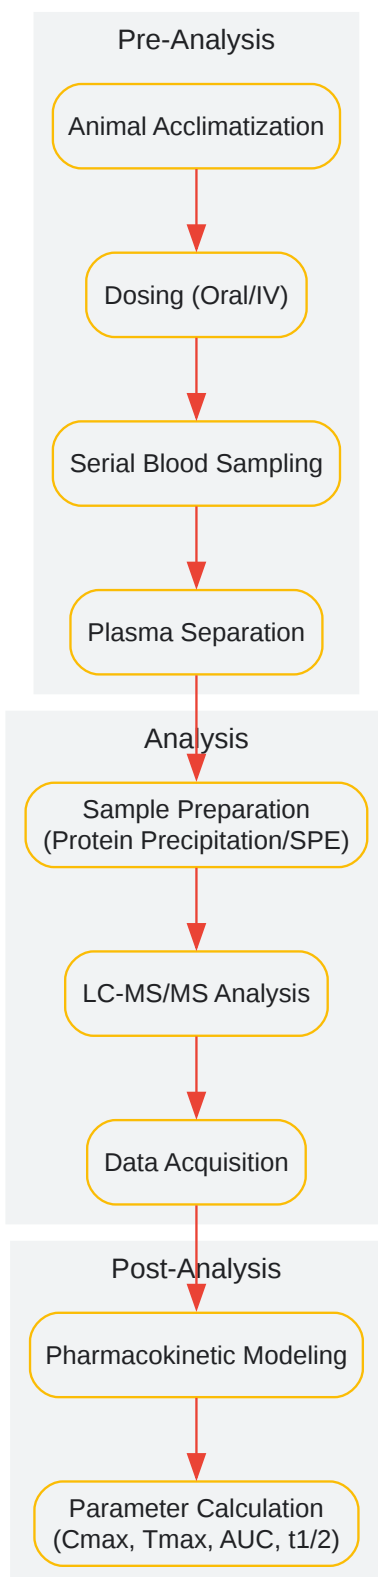 Pre-Analysis
Animal Acclimatization
Dosing (Oral/IV)
Serial Blood Sampling
Plasma Separation
Analysis
Sample Preparation
(Protein Precipitation/SPE)
LC-MS/MS Analysis
Data Acquisition
Post-Analysis
Pharmacokinetic Modeling
Parameter Calculation
(Cmax, Tmax, AUC, t1/2)